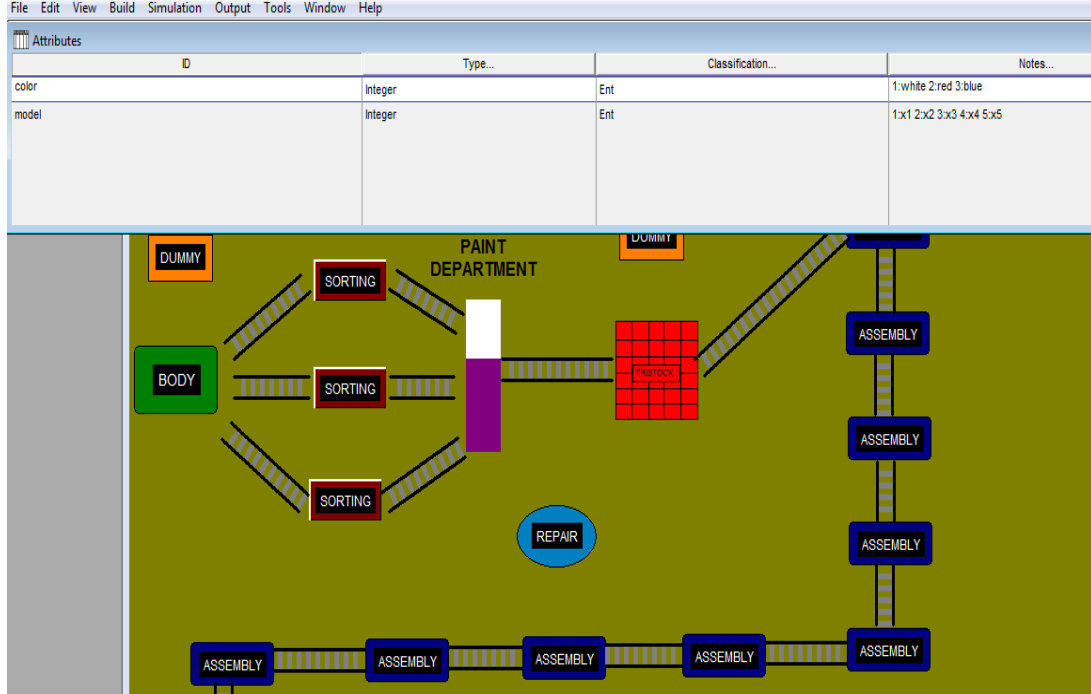 File Edit View Build Simulation Output Tools Window Help
Attributes
ID Type... Classification... Notes...
color Integer Ent 1:white 2:red 3:blue
model Integer Ent 1:x1 2:x2 3:x3 4:x4 5:x5
DUMMY
PAINT
DEPARTMENT
DUMMY
SORTING
ASSEMBLY
BODY
SORTING
TRISTOCK
ASSEMBLY
SORTING
REPAIR
ASSEMBLY
ASSEMBLY
ASSEMBLY
ASSEMBLY
ASSEMBLY
ASSEMBLY